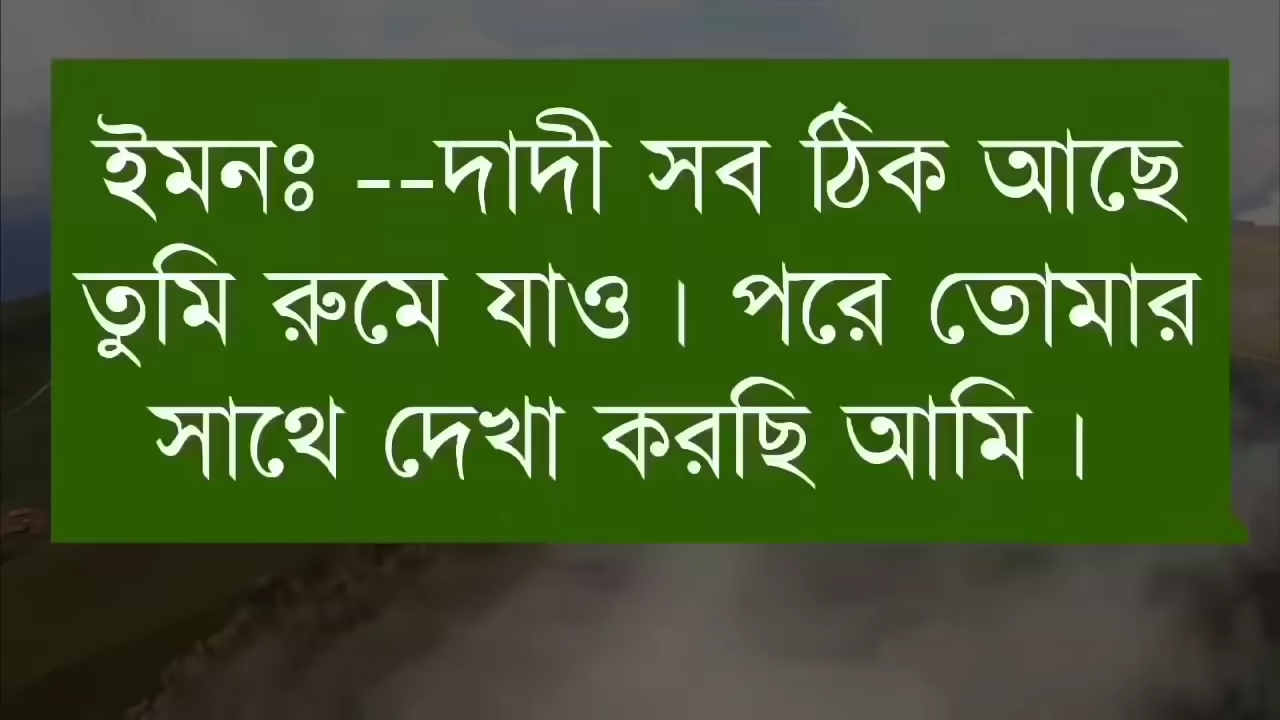 ইমনঃ --দাদী সব ঠিক আছে
তুমি রুমে যাও। পরে তোমার
সাথে দেখা করছি আমি।